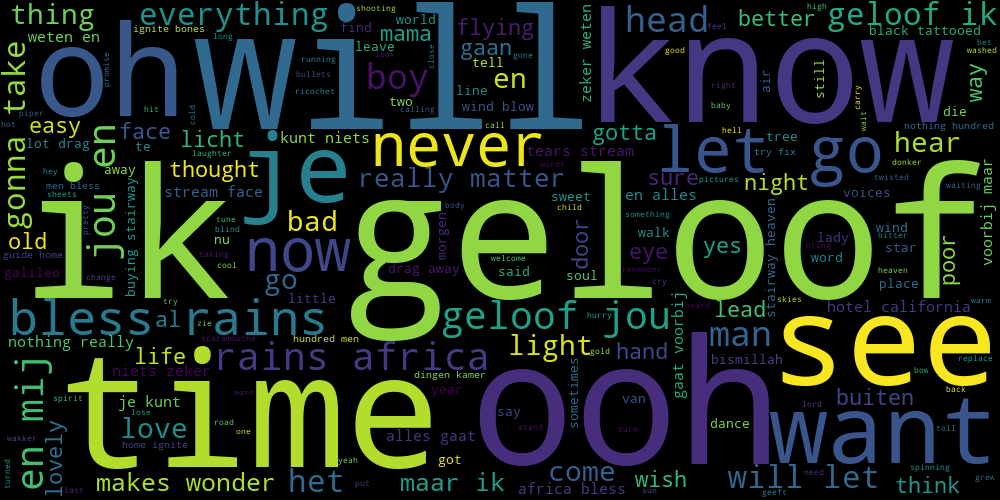 thing
everything
mama
world
shooting
find
flying
head
better
high
feel
geloof ik
weten en
ignite bones
long
leave
gaan
tell
black tattooed
oh
will
know
running
bullets
ricochet
boy
en
two
line
wind blow
zeker weten
good
right
air
still
bet
washed
gone
way
gonna take
promise
close
look
calling
call
baby
die
piper
hot
easy
hit
face
te
cold
licht
kunt niets
never
gotta
hell
carry
wait
nothing hundred
lot drag
jou en
laughter
je
tears stream
words
let go
tree
try fix
hear
donker
hey
away
men bless
sheets
thought
stream face
really matter
sure
pictures
night
twisted
waiting
voices
voorbij maar
ik geloof
pretty
buying stairway
tune
blind
bad
body
child
sweet
en alles
something
walk
door
eye
yes
stairway heaven
lady
word
wind
bitter
star
poor
old
guide home
galileo
change
nu
taking
cool
now
go
morgen
drag away
welcome
said
soul
remember
cry
bring
heaven
place
little
try
zie
bless rains
al
geloof jou
hurry
heard
gaat voorbij
lead
skies
hotel california
warm
see
nothing really
scaramouche
hundred men
light
gold
man
replace
life
rains africa
hand
bismillah
bow
back
en mij
niets zeker
dingen kamer
spirit
time
worn
year
ooh
sometimes
van
buiten
want
je kunt
lose
road
one
say
stand
turn
dance
lord
toll
lovely
love
home ignite
alles gaat
wakker
turned
last
yeah
got
makes wonder
het
put
maar ik
come
africa bless
wish
sun
will let
need
geeft
spinning
think
grew